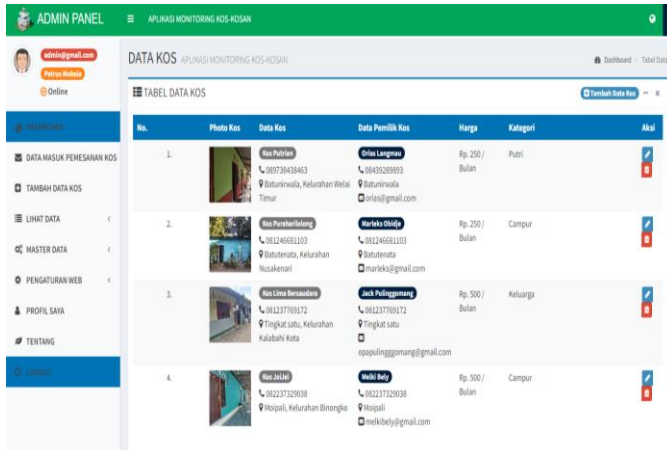 ADMIN PANEL
APLIKASI MONITORING KOS-KOSAN
admin@gmail.com
Petrus Mokola
Online
DASHBOARD
DATA MASUK PEMESANAN KOS
TAMBAH DATA KOS
LIHAT DATA
MASTER DATA
PENGATURAN WEB
PROFIL SAYA
TENTANG
LOGOUT
DATA KOS APLIKASI MONITORING KOS-KOSAN
Dashboard Tabel Data
TABEL DATA KOS
Tambah Data Kos
No. Photo Kos Data Kos Data Pemilik Kos Harga Kategori Aksi
1. Kos Putrian Orias Langmau Rp. 250 / Putri
089738438463 08439289893 Bulan
Batunirwala, Kelurahan Welai Batunirwala
Timur orias@gmail.com
2. Kos Puraharilolong Marleks Obidje Rp. 250 / Campur
081246681103 081246681103 Bulan
Batutenata, Kelurahan Batutenata
Nusakenari marleks@gmail.com
3. Kos Lima Bersaudara Jack Pulinggomang Rp. 500 / Keluarga
081237769172 081237769172 Bulan
Tingkat satu, Kelurahan Tingkat satu
Kalabahi Kota
opapulingggomang@gmail.com
4. Kos JolJol Melki Bely Rp. 500 / Campur
082237329038 082237329038 Bulan
Moipali, Kelurahan Binongko Moipali
melkibely@gmail.com